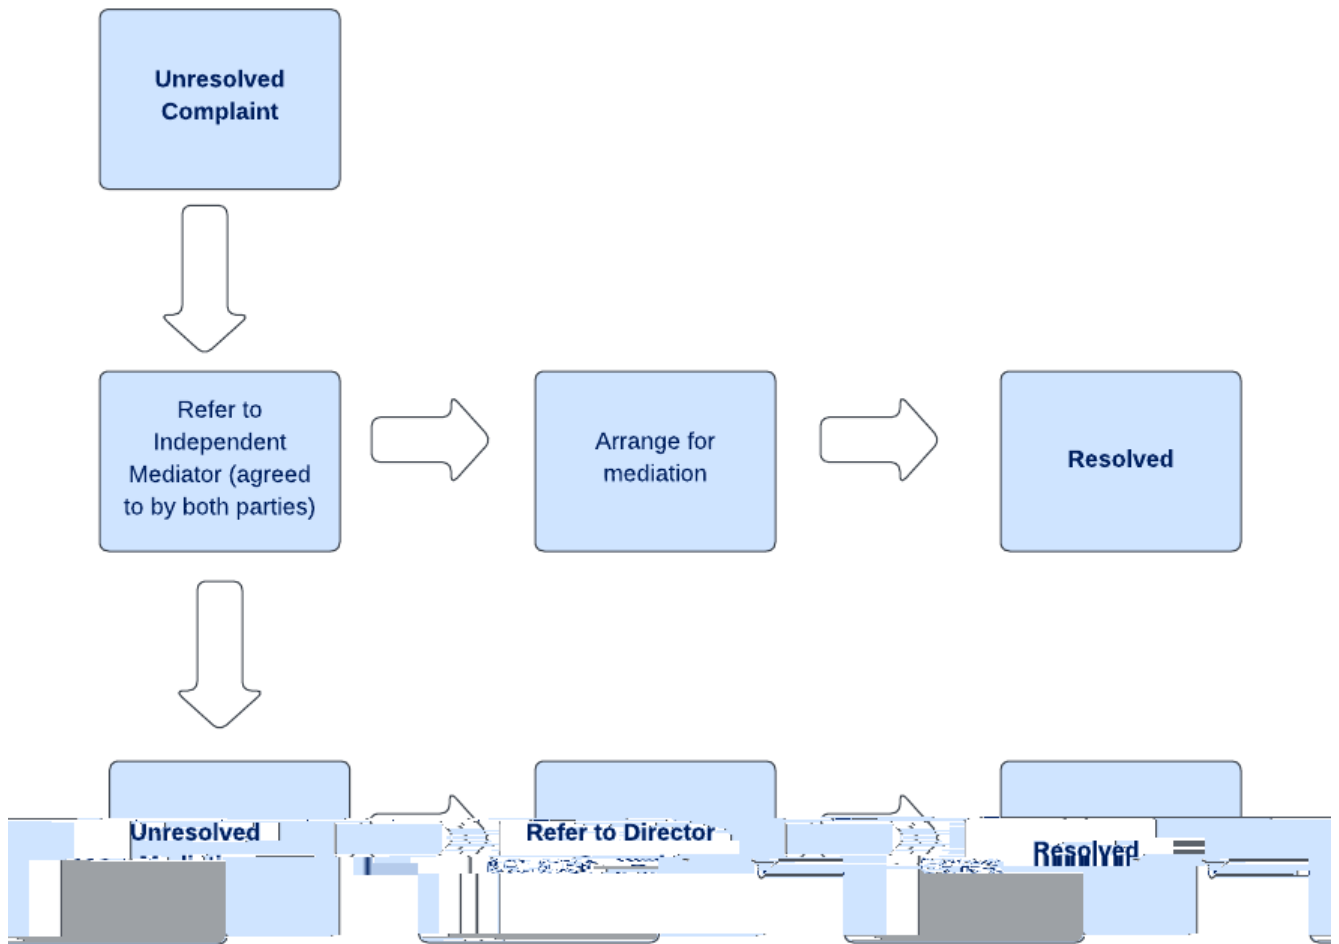 Unresolved
Complaint
Refer to
Independent
Mediator (agreed
to by both parties)
Arrange for
mediation
Resolved
Unresolved
Refer to Director
Resolved